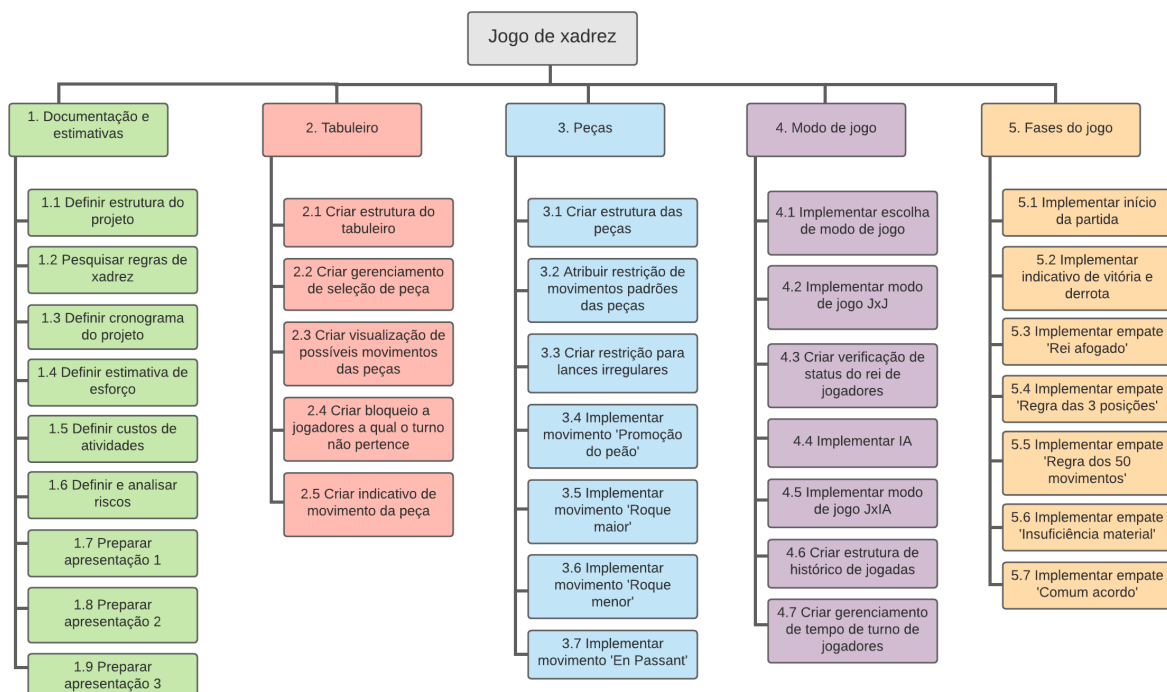 Jogo de xadrez
1. Documentação e
estimativas
1.1 Definir estrutura do
projeto
1.2 Pesquisar regras de
xadrez
1.3 Definir cronograma
do projeto
1.4 Definir estimativa de
esforço
1.5 Definir custos de
atividades
1.6 Definir e analisar
riscos
1.7 Preparar
apresentação 1
1.8 Preparar
apresentação 2
1.9 Preparar
apresentação 3
2. Tabuleiro
2.1 Criar estrutura do
tabuleiro
2.2 Criar gerenciamento
de seleção de peça
2.3 Criar visualização de
possíveis movimentos
das peças
2.4 Criar bloqueio a
jogadores a qual o turno
não pertence
2.5 Criar indicativo de
movimento da peça
3. Peças
3.1 Criar estrutura das
peças
3.2 Atribuir restrição de
movimentos padrões
das peças
3.3 Criar restrição para
lances irregulares
3.4 Implementar
movimento 'Promoção
do peão'
3.5 Implementar
movimento 'Roque
maior'
3.6 Implementar
movimento 'Roque
menor'
3.7 Implementar
movimento 'En Passant'
4. Modo de jogo
4.1 Implementar escolha
de modo de jogo
4.2 Implementar modo
de jogo JxJ
4.3 Criar verificação de
status do rei de
jogadores
4.4 Implementar IA
4.5 Implementar modo
de jogo JxIA
4.6 Criar estrutura de
histórico de jogadas
4.7 Criar gerenciamento
de tempo de turno de
jogadores
5. Fases do jogo
5.1 Implementar início
da partida
5.2 Implementar
indicativo de vitória e
derrota
5.3 Implementar empate
'Rei afogado'
5.4 Implementar empate
'Regra das 3 posições'
5.5 Implementar empate
'Regra dos 50
movimentos'
5.6 Implementar empate
'Insuficiência material'
5.7 Implementar empate
'Comum acordo'